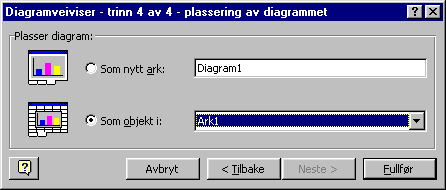 Diagramveiviser - trinn 4 av 4 - plassering av diagrammet
Plasser diagram:
Som nytt ark: Diagram1
Som objekt i: Ark1
Avbryt < Tilbake Neste > Fullfør